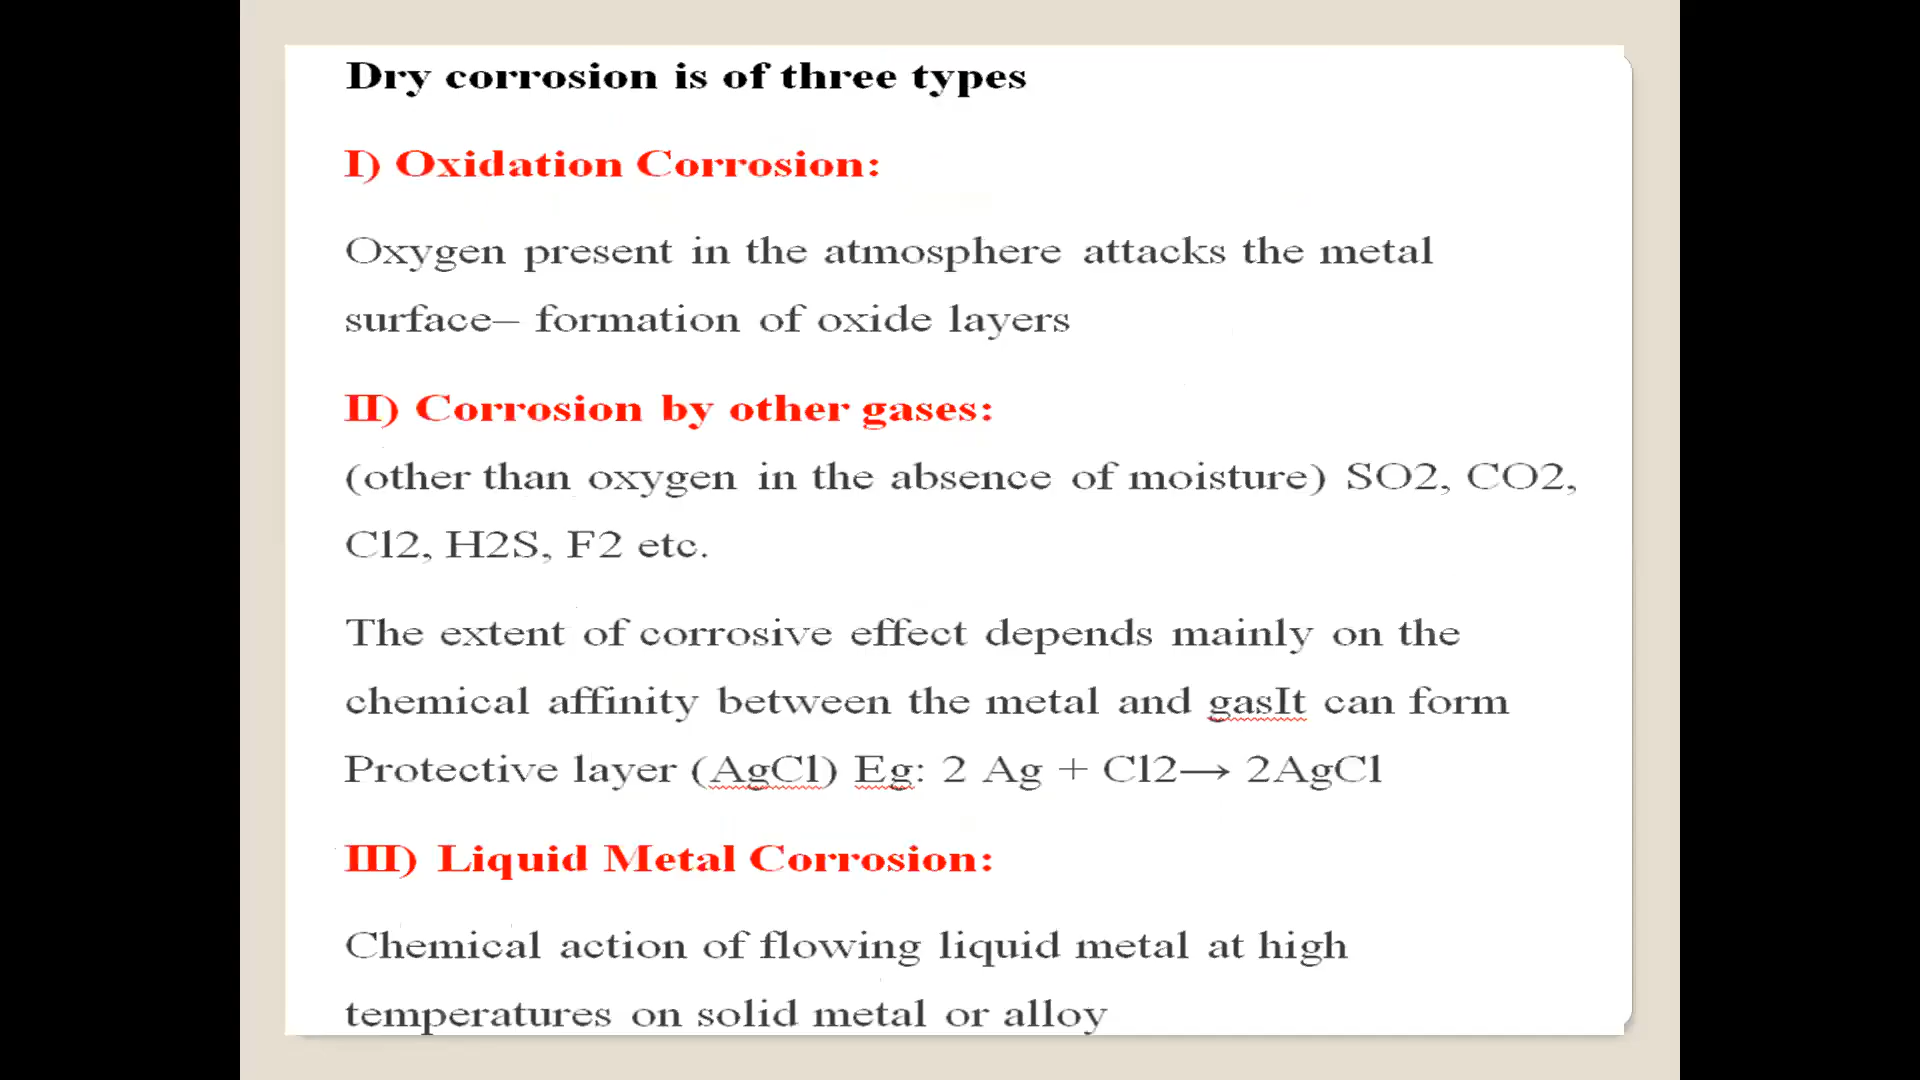 Dry corrosion is of three types
I) Oxidation Corrosion:
Oxygen present in the atmosphere attacks the metal
surface– formation of oxide layers
II) Corrosion by other gases:
(other than oxygen in the absence of moisture) SO2, CO2,
Cl2, H2S, F2 etc.
The extent of corrosive effect depends mainly on the
chemical affinity between the metal and gasIt can form
Protective layer (AgCl) Eg: 2 Ag + Cl2→ 2AgCl
III) Liquid Metal Corrosion:
Chemical action of flowing liquid metal at high
temperatures on solid metal or alloy